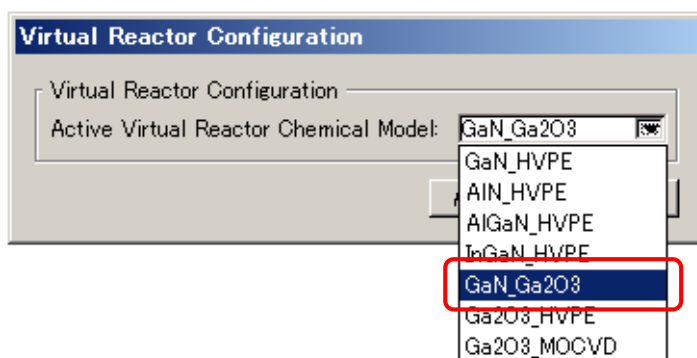 Virtual Reactor Configuration
Virtual Reactor Configuration
Active Virtual Reactor Chemical Model: GaN_Ga2O3
GaN_HVPE
AlN_HVPE
AlGaN_HVPE
InGaN_HVPE
GaN_Ga2O3
Ga2O3_HVPE
Ga2O3_MOCVD